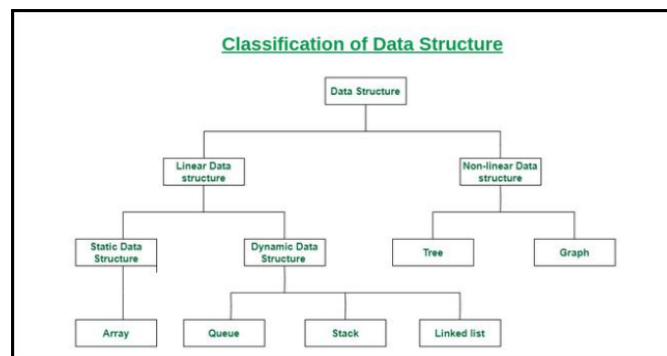 Classification of Data Structure
Data Structure
Linear Data
structure
Non-linear Data
structure
Static Data
Structure
Dynamic Data
Structure
Tree
Graph
Array
Queue
Stack
Linked list